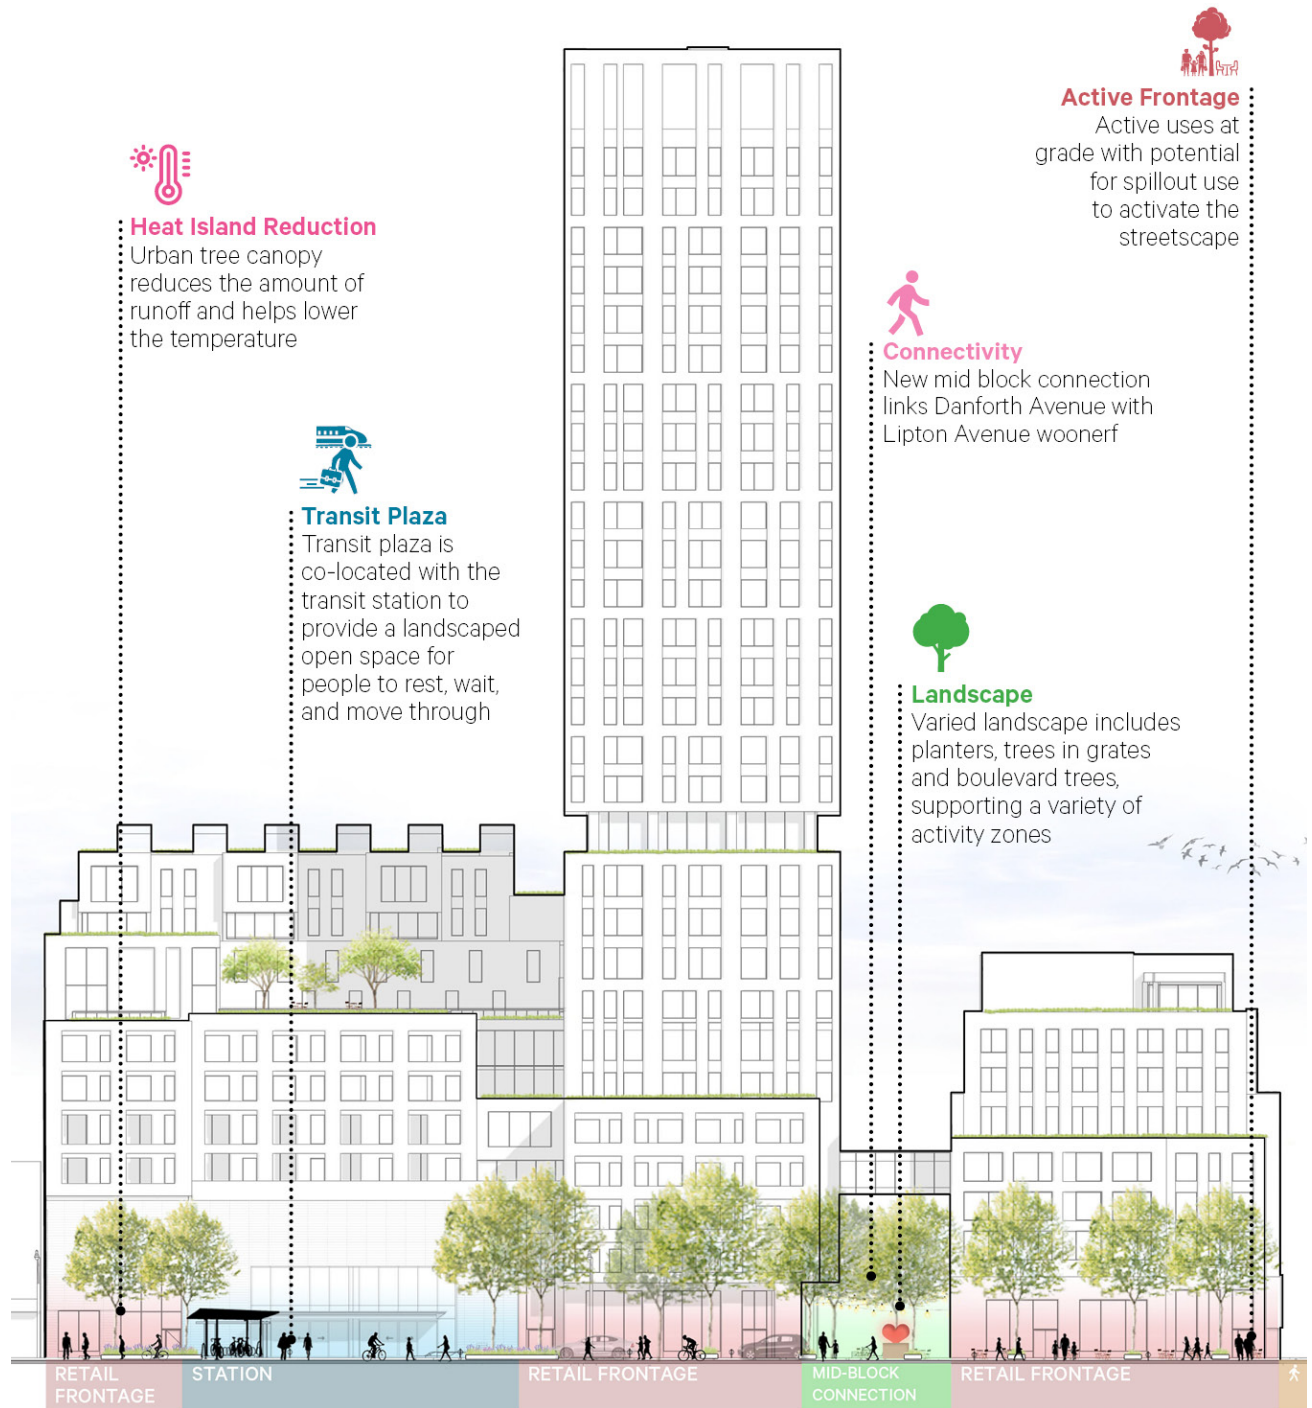 Active Frontage
Active uses at
grade with potential
for spillout use
to activate the
streetscape
Heat Island Reduction
Urban tree canopy
reduces the amount of
runoff and helps lower
the temperature
Connectivity
New mid block connection
links Danforth Avenue with
Lipton Avenue woonerf
Transit Plaza
Transit plaza is
co-located with the
transit station to
provide a landscaped
open space for
people to rest, wait,
and move through
Landscape
Varied landscape includes
planters, trees in grates
and boulevard trees,
supporting a variety of
activity zones
RETAIL
FRONTAGE
STATION
RETAIL FRONTAGE
MID-BLOCK
CONNECTION
RETAIL FRONTAGE